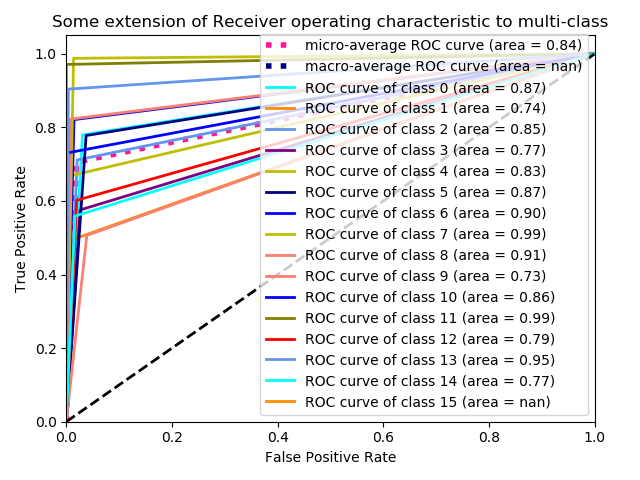 Some extension of Receiver operating characteristic to multi-class
1.0
0.8
0.6
0.4
0.2
0.0
True Positive Rate
micro-average ROC curve (area = 0.84)
macro-average ROC curve (area = nan)
ROC curve of class 0 (area = 0.87)
ROC curve of class 1 (area = 0.74)
ROC curve of class 2 (area = 0.85)
ROC curve of class 3 (area = 0.77)
ROC curve of class 4 (area = 0.83)
ROC curve of class 5 (area = 0.87)
ROC curve of class 6 (area = 0.90)
ROC curve of class 7 (area = 0.99)
ROC curve of class 8 (area = 0.91)
ROC curve of class 9 (area = 0.73)
ROC curve of class 10 (area = 0.86)
ROC curve of class 11 (area = 0.99)
ROC curve of class 12 (area = 0.79)
ROC curve of class 13 (area = 0.95)
ROC curve of class 14 (area = 0.77)
ROC curve of class 15 (area = nan)
0.0 0.2 0.4 0.6 0.8 1.0
False Positive Rate